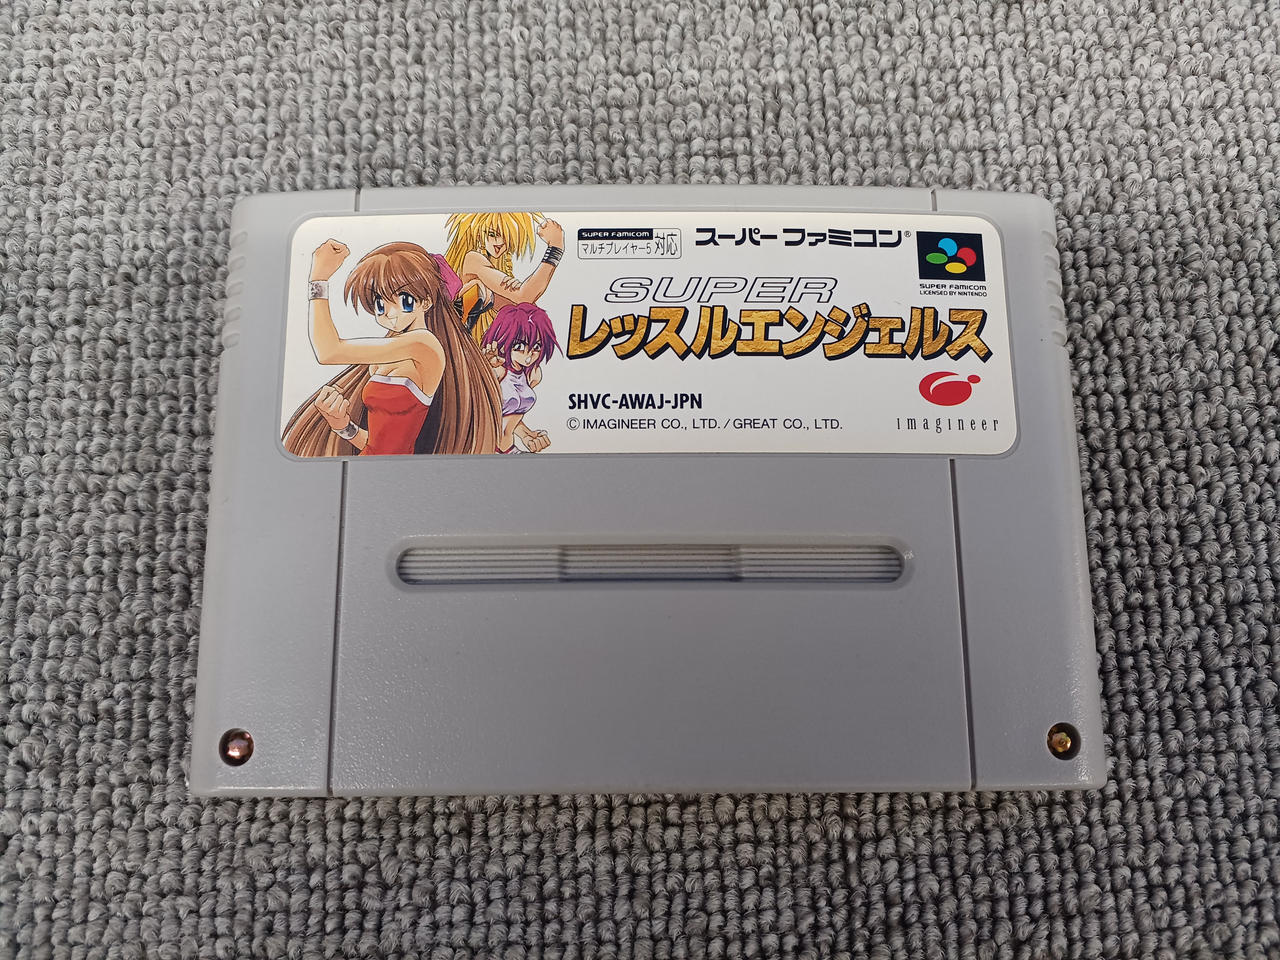 SUPER FAMICOM
マルチプレイヤー5 対応
スーパーファミコン®
SUPER FAMICOM
LICENSED BY NINTENDO
SUPER
レッスルエンジェルス
SHVC-AWAJ-JPN
© IMAGINEER CO., LTD. / GREAT CO., LTD.
imagineer